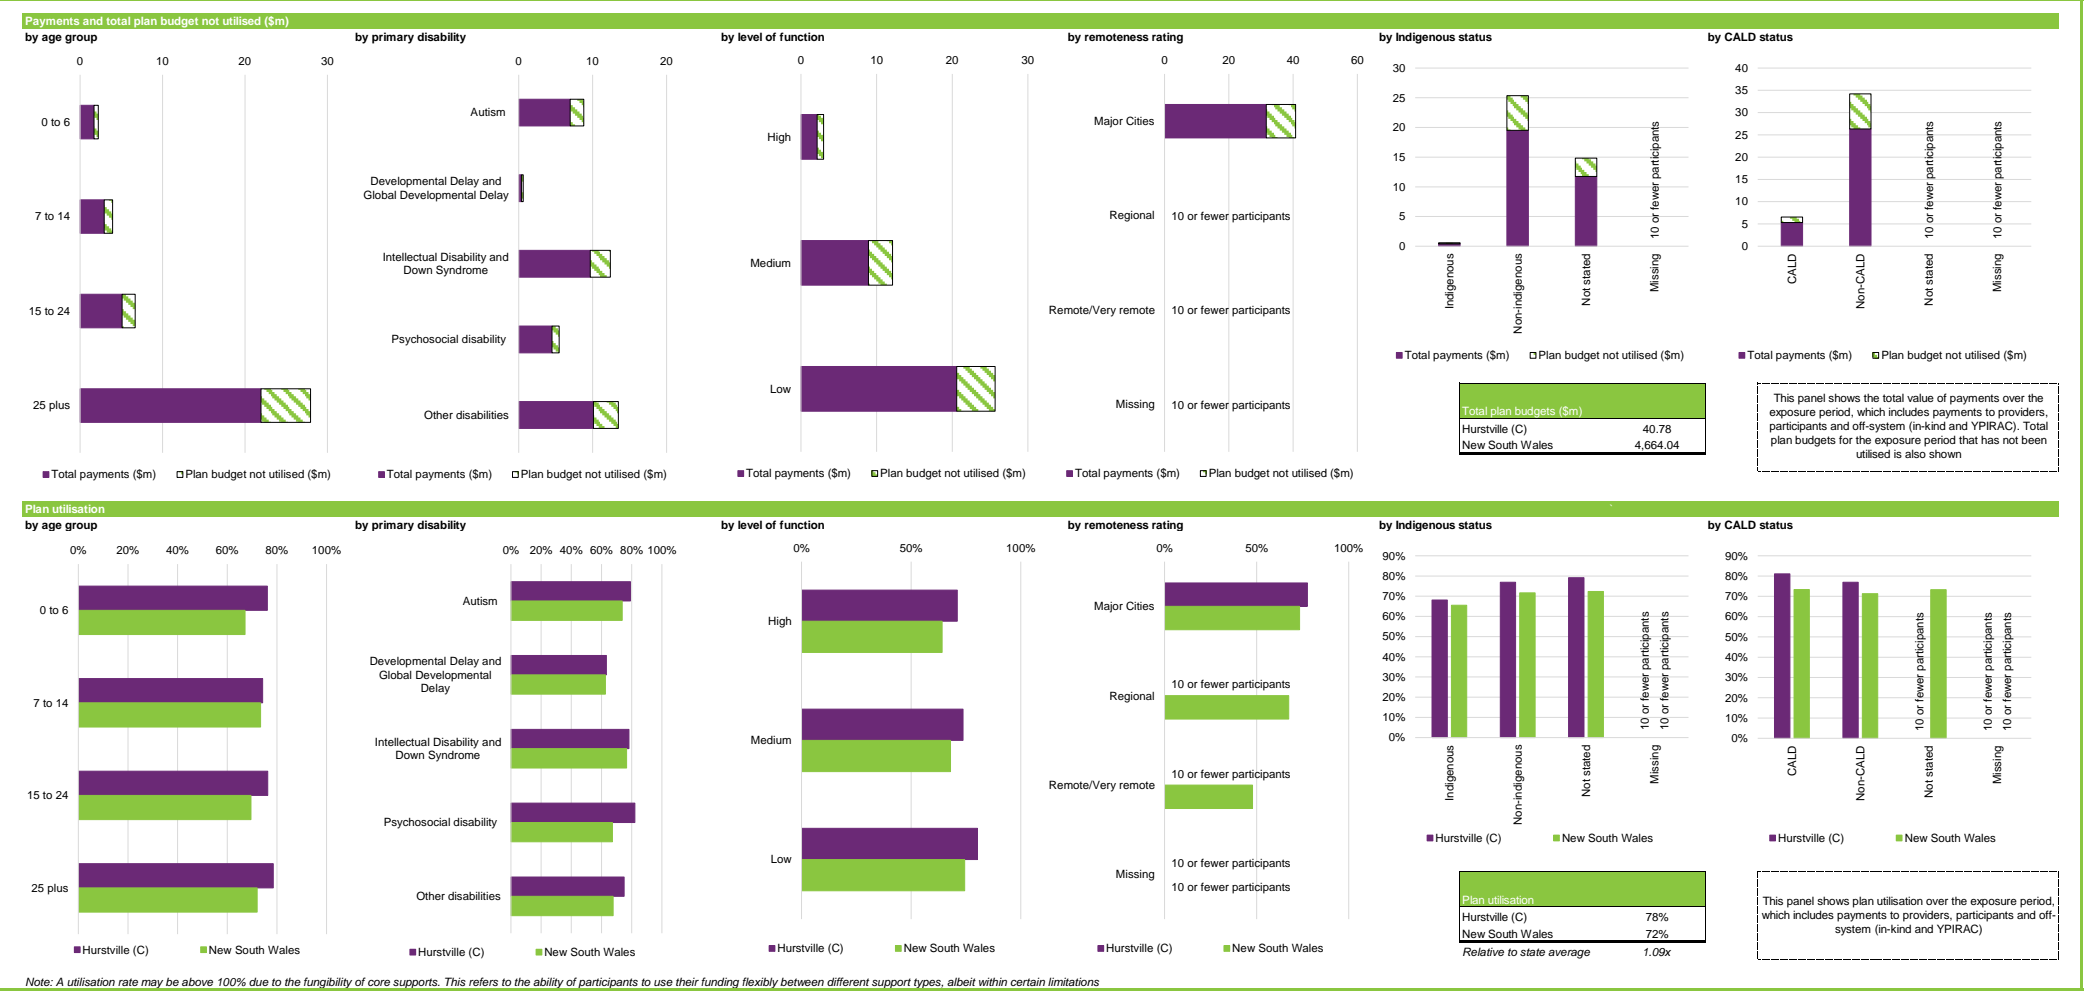 Payments and total plan budget not utilised ($m)
by age group
0 10 20 30
0 to 6
7 to 14
15 to 24
25 plus
Total payments ($m) Plan budget not utilised ($m)
by primary disability
0 10 20
Autism
Developmental Delay and
Global Developmental Delay
Intellectual Disability and
Down Syndrome
Psychosocial disability
Other disabilities
Total payments ($m) Plan budget not utilised ($m)
by level of function
0 10 20 30
High
Medium
Low
Total payments ($m) Plan budget not utilised ($m)
by remoteness rating
0 20 40 60
Major Cities
Regional 10 or fewer participants
Remote/Very remote 10 or fewer participants
Missing 10 or fewer participants
Total payments ($m) Plan budget not utilised ($m)
by Indigenous status
30
25
20
15
10
5
0
10 or fewer participants
Indigenous
Non-indigenous
Not stated
Missing
Total payments ($m) Plan budget not utilised ($m)
by CALD status
40
35
30
25
20
15
10
5
0
10 or fewer participants
10 or fewer participants
CALD
Non-CALD
Not stated
Missing
Total payments ($m) Plan budget not utilised ($m)
Total plan budgets ($m)
Hurstville (C) 40.78
New South Wales 4,664.04
This panel shows the total value of payments over the
exposure period, which includes payments to providers,
participants and off-system (in-kind and YPIRAC). Total
plan budgets for the exposure period that has not been
utilised is also shown
Plan utilisation
by age group
0% 20% 40% 60% 80% 100%
0 to 6
7 to 14
15 to 24
25 plus
Hurstville (C) New South Wales
by primary disability
0% 20% 40% 60% 80% 100%
Autism
Developmental Delay and
Global Developmental
Delay
Intellectual Disability and
Down Syndrome
Psychosocial disability
Other disabilities
Hurstville (C) New South Wales
by level of function
0% 50% 100%
High
Medium
Low
Hurstville (C) New South Wales
by remoteness rating
0% 50% 100%
Major Cities
10 or fewer participants
Regional
10 or fewer participants
Remote/Very remote
10 or fewer participants
Missing
10 or fewer participants
Hurstville (C) New South Wales
by Indigenous status
90%
80%
70%
60%
50%
40%
30%
20%
10%
0%
10 or fewer participants
10 or fewer participants
Indigenous
Non-indigenous
Not stated
Missing
Hurstville (C) New South Wales
by CALD status
90%
80%
70%
60%
50%
40%
30%
20%
10%
0%
10 or fewer participants
10 or fewer participants
10 or fewer participants
CALD
Non-CALD
Not stated
Missing
Hurstville (C) New South Wales
Plan utilisation
Hurstville (C) 78%
New South Wales 72%
Relative to state average 1.09x
This panel shows plan utilisation over the exposure period,
which includes payments to providers, participants and off-
system (in-kind and YPIRAC)
Note: A utilisation rate may be above 100% due to the fungibility of core supports. This refers to the ability of participants to use their funding flexibly between different support types, albeit within certain limitations